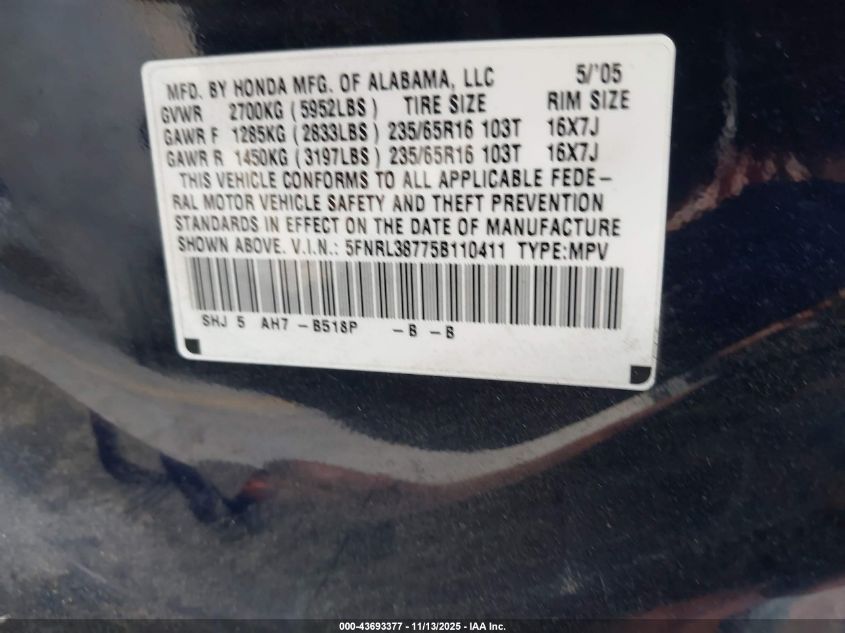 MFD. BY HONDA MFG. OF ALABAMA, LLC 5/'05
GVWR 2700KG (5952LBS) TIRE SIZE RIM SIZE
GAWR F 1285KG (2833LBS) 235/65R16 103T 16X7J
GAWR R 1450KG (3197LBS) 235/65R16 103T 16X7J
THIS VEHICLE CONFORMS TO ALL APPLICABLE FEDE-
RAL MOTOR VEHICLE SAFETY AND THEFT PREVENTION
STANDARDS IN EFFECT ON THE DATE OF MANUFACTURE
SHOWN ABOVE. V.I.N.: 5FNRL38775B110411 TYPE:MPV
SHJ 5 AH7 -B518P -B -B
000-43693377 - 11/13/2025 - IAA Inc.